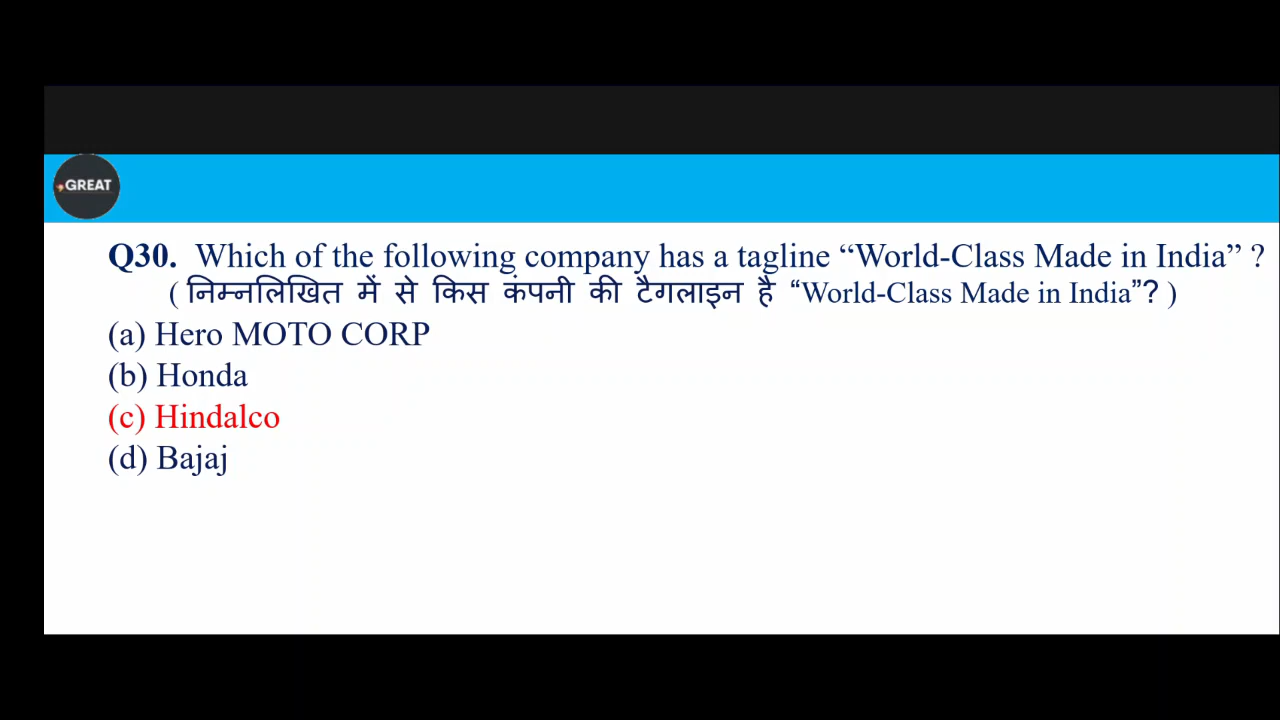 GREAT
Q30. Which of the following company has a tagline “World-Class Made in India” ?
( निम्नलिखित में से किस कंपनी की टैगलाइन है “World-Class Made in India”? )
(a) Hero MOTO CORP
(b) Honda
(c) Hindalco
(d) Bajaj